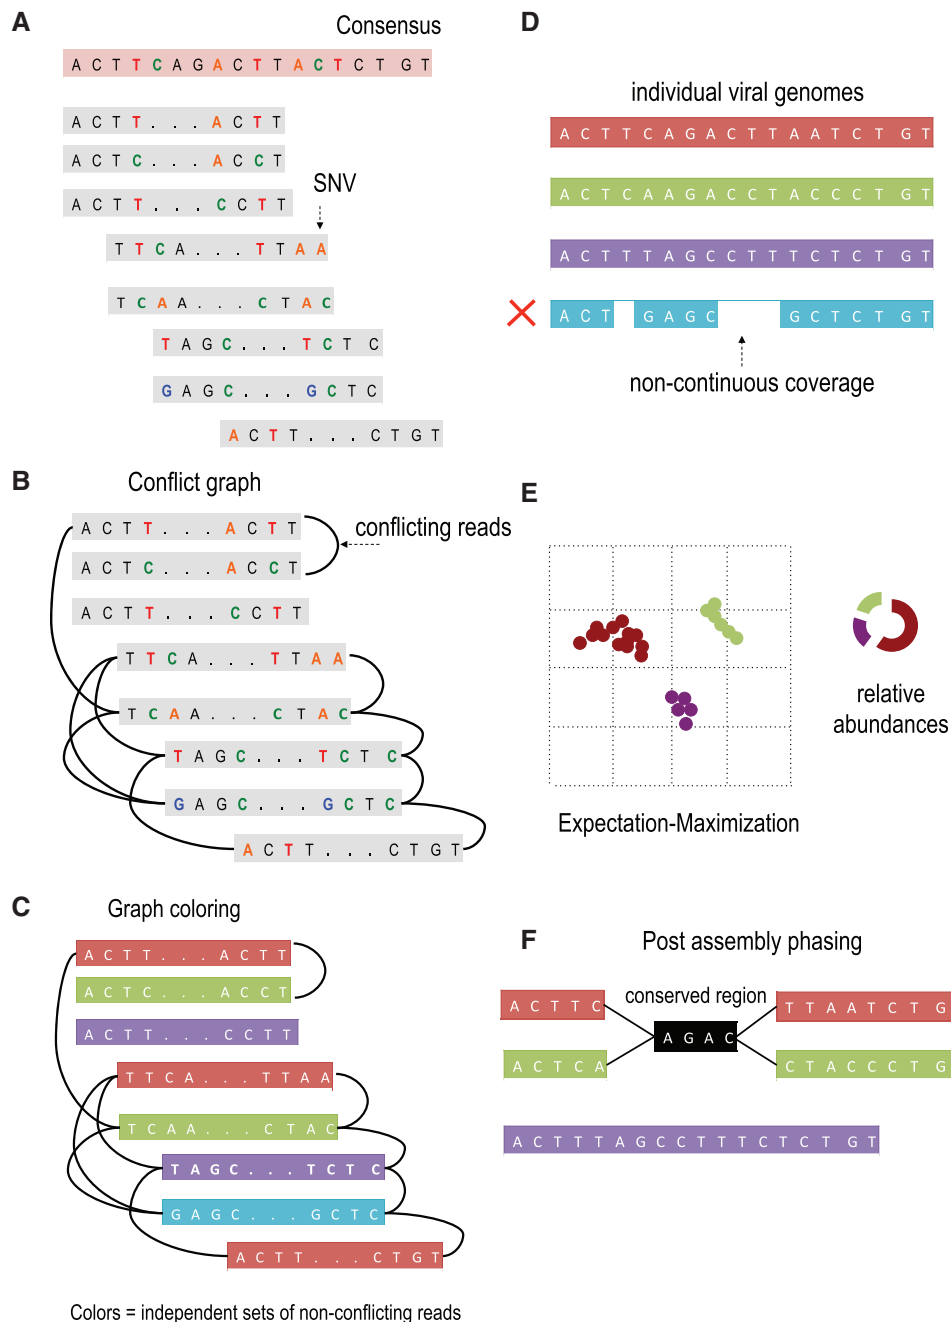 A
Consensus
A C T T C A G A C T T A C T C T G T
A C T T . . . A C T T
A C T C . . . A C C T
A C T T . . . C C T T
SNV
T T C A . . . T T A A
T C A A . . . C T A C
T A G C . . . T C T C
G A G C . . . G C T C
A C T T . . . C T G T
B
Conflict graph
A C T T . . . A C T T
conflicting reads
A C T C . . . A C C T
A C T T . . . C C T T
T T C A . . . T T A A
T C A A . . . C T A C
T A G C . . . T C T C
G A G C . . . G C T C
A C T T . . . C T G T
C
Graph coloring
A C T T . . . A C T T
A C T C . . . A C C T
A C T T . . . C C T T
T T C A . . . T T A A
T C A A . . . C T A C
T A G C . . . T C T C
G A G C . . . G C T C
A C T T . . . C T G T
Colors = independent sets of non-conflicting reads
D
individual viral genomes
A C T T C A G A C T T A A T C T G T
A C T C A A G A C C T A C C C T G T
A C T T T A G C C T T T C T C T G T
A C T G A G C G C T C T G T
non-continuous coverage
E
relative
abundances
Expectation-Maximization
F
Post assembly phasing
A C T T C
conserved region
T T A A T C T G
A G A C
A C T C A
C T A C C C T G
A C T T T A G C C T T T C T C T G T